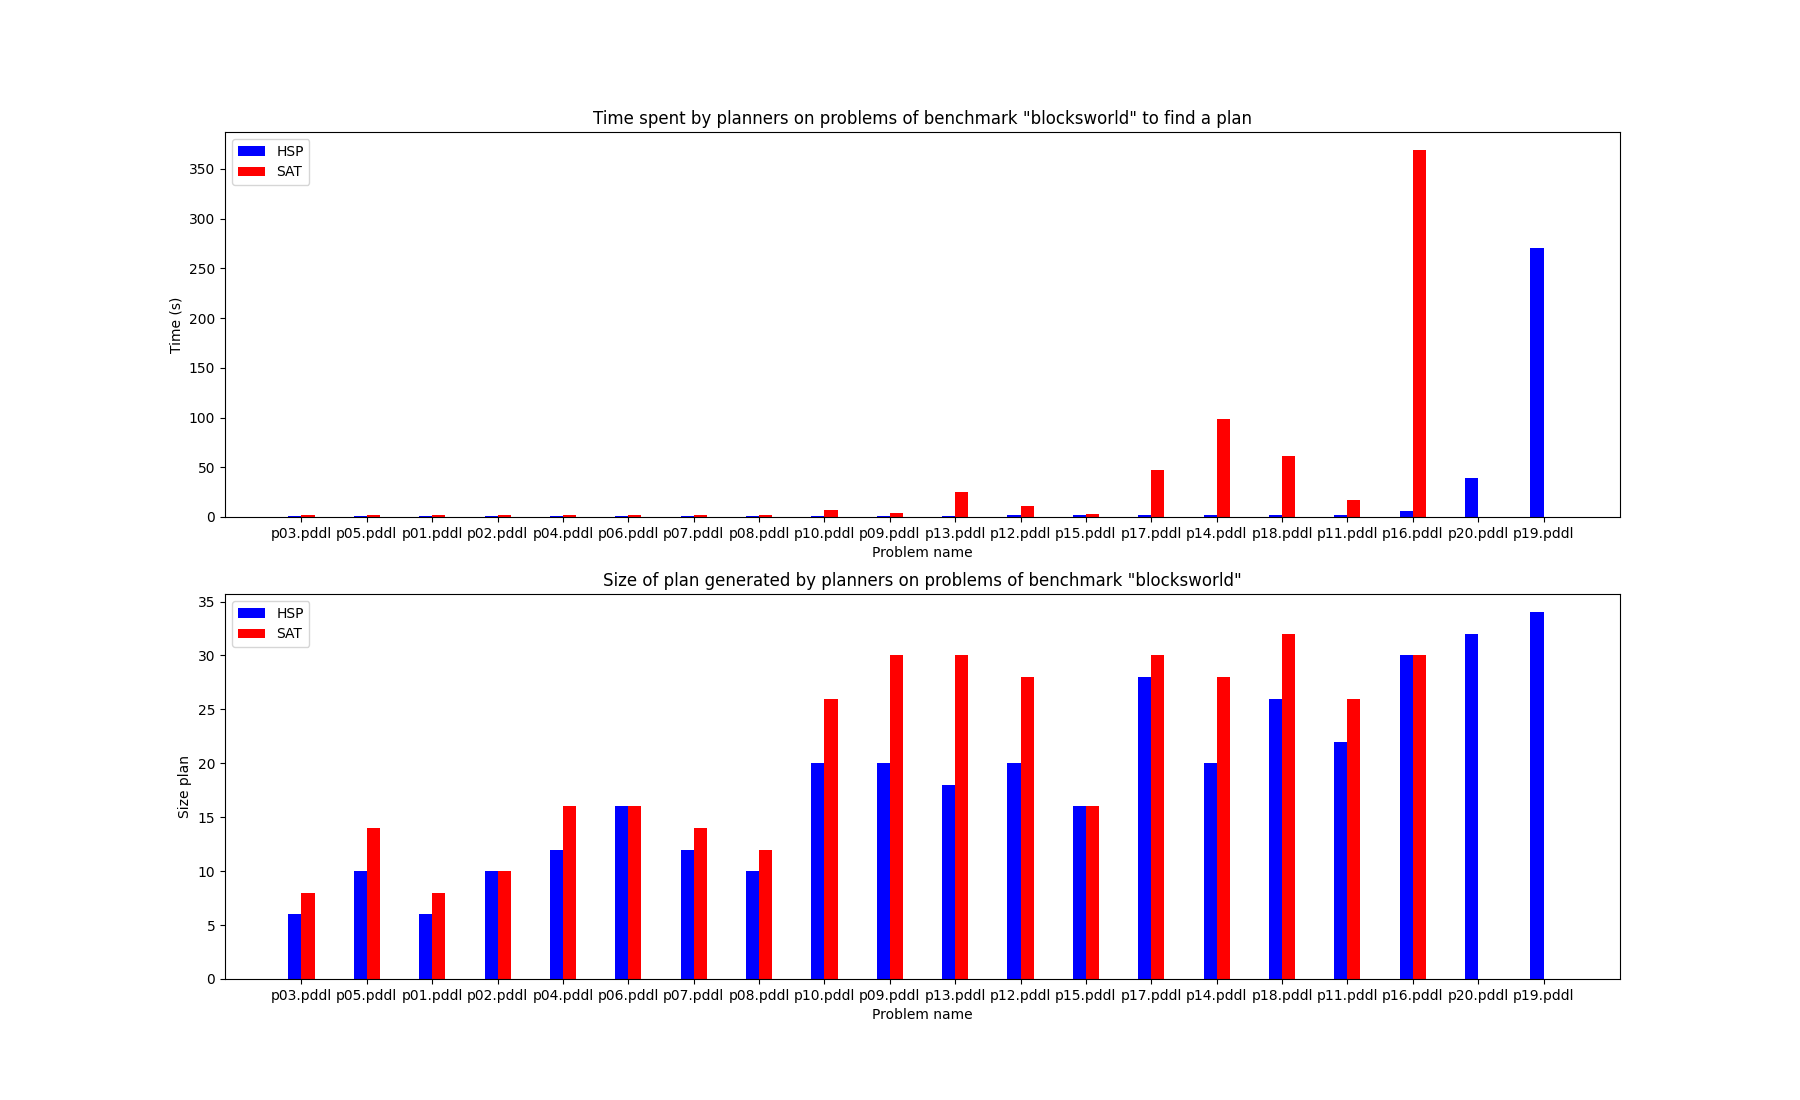 Time spent by planners on problems of benchmark "blocksworld" to find a plan
HSP
SAT
350
300
250
200
150
100
50
0
Time (s)
p03.pddl p05.pddl p01.pddl p02.pddl p04.pddl p06.pddl p07.pddl p08.pddl p10.pddl p09.pddl p13.pddl p12.pddl p15.pddl p17.pddl p14.pddl p18.pddl p11.pddl p16.pddl p20.pddl p19.pddl
Problem name
Size of plan generated by planners on problems of benchmark "blocksworld"
HSP
SAT
35
30
25
20
15
10
5
0
Size plan
p03.pddl p05.pddl p01.pddl p02.pddl p04.pddl p06.pddl p07.pddl p08.pddl p10.pddl p09.pddl p13.pddl p12.pddl p15.pddl p17.pddl p14.pddl p18.pddl p11.pddl p16.pddl p20.pddl p19.pddl
Problem name